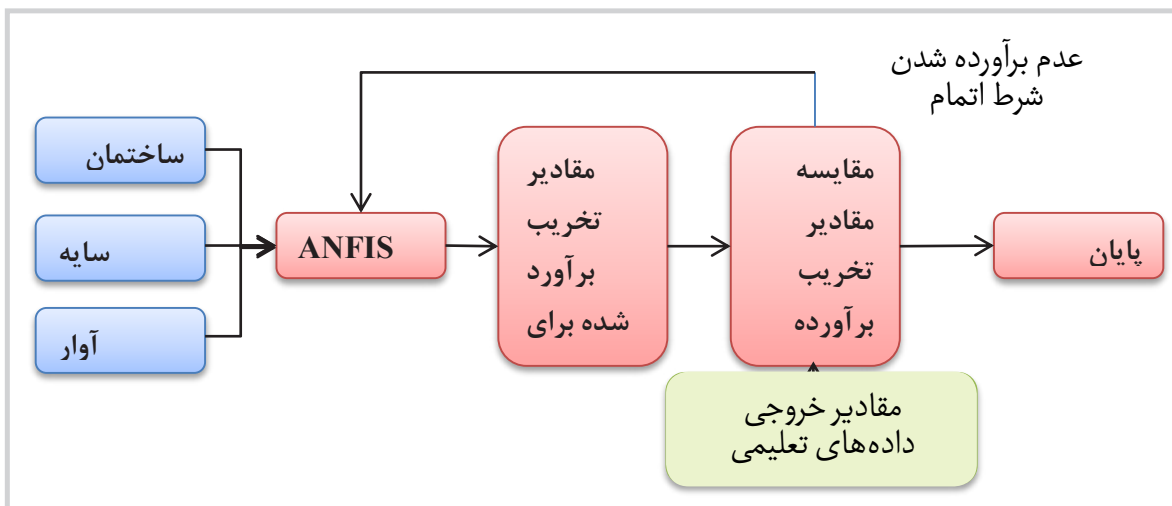 عدم برآورده شدن
شرط اتمام
ساختمان
سایه
آوار
ANFIS
مقادیر
تخریب
برآورد
شده برای
مقایسه
مقادیر
تخریب
برآورده
پایان
مقادیر خروجی
داده‌های تعلیمی